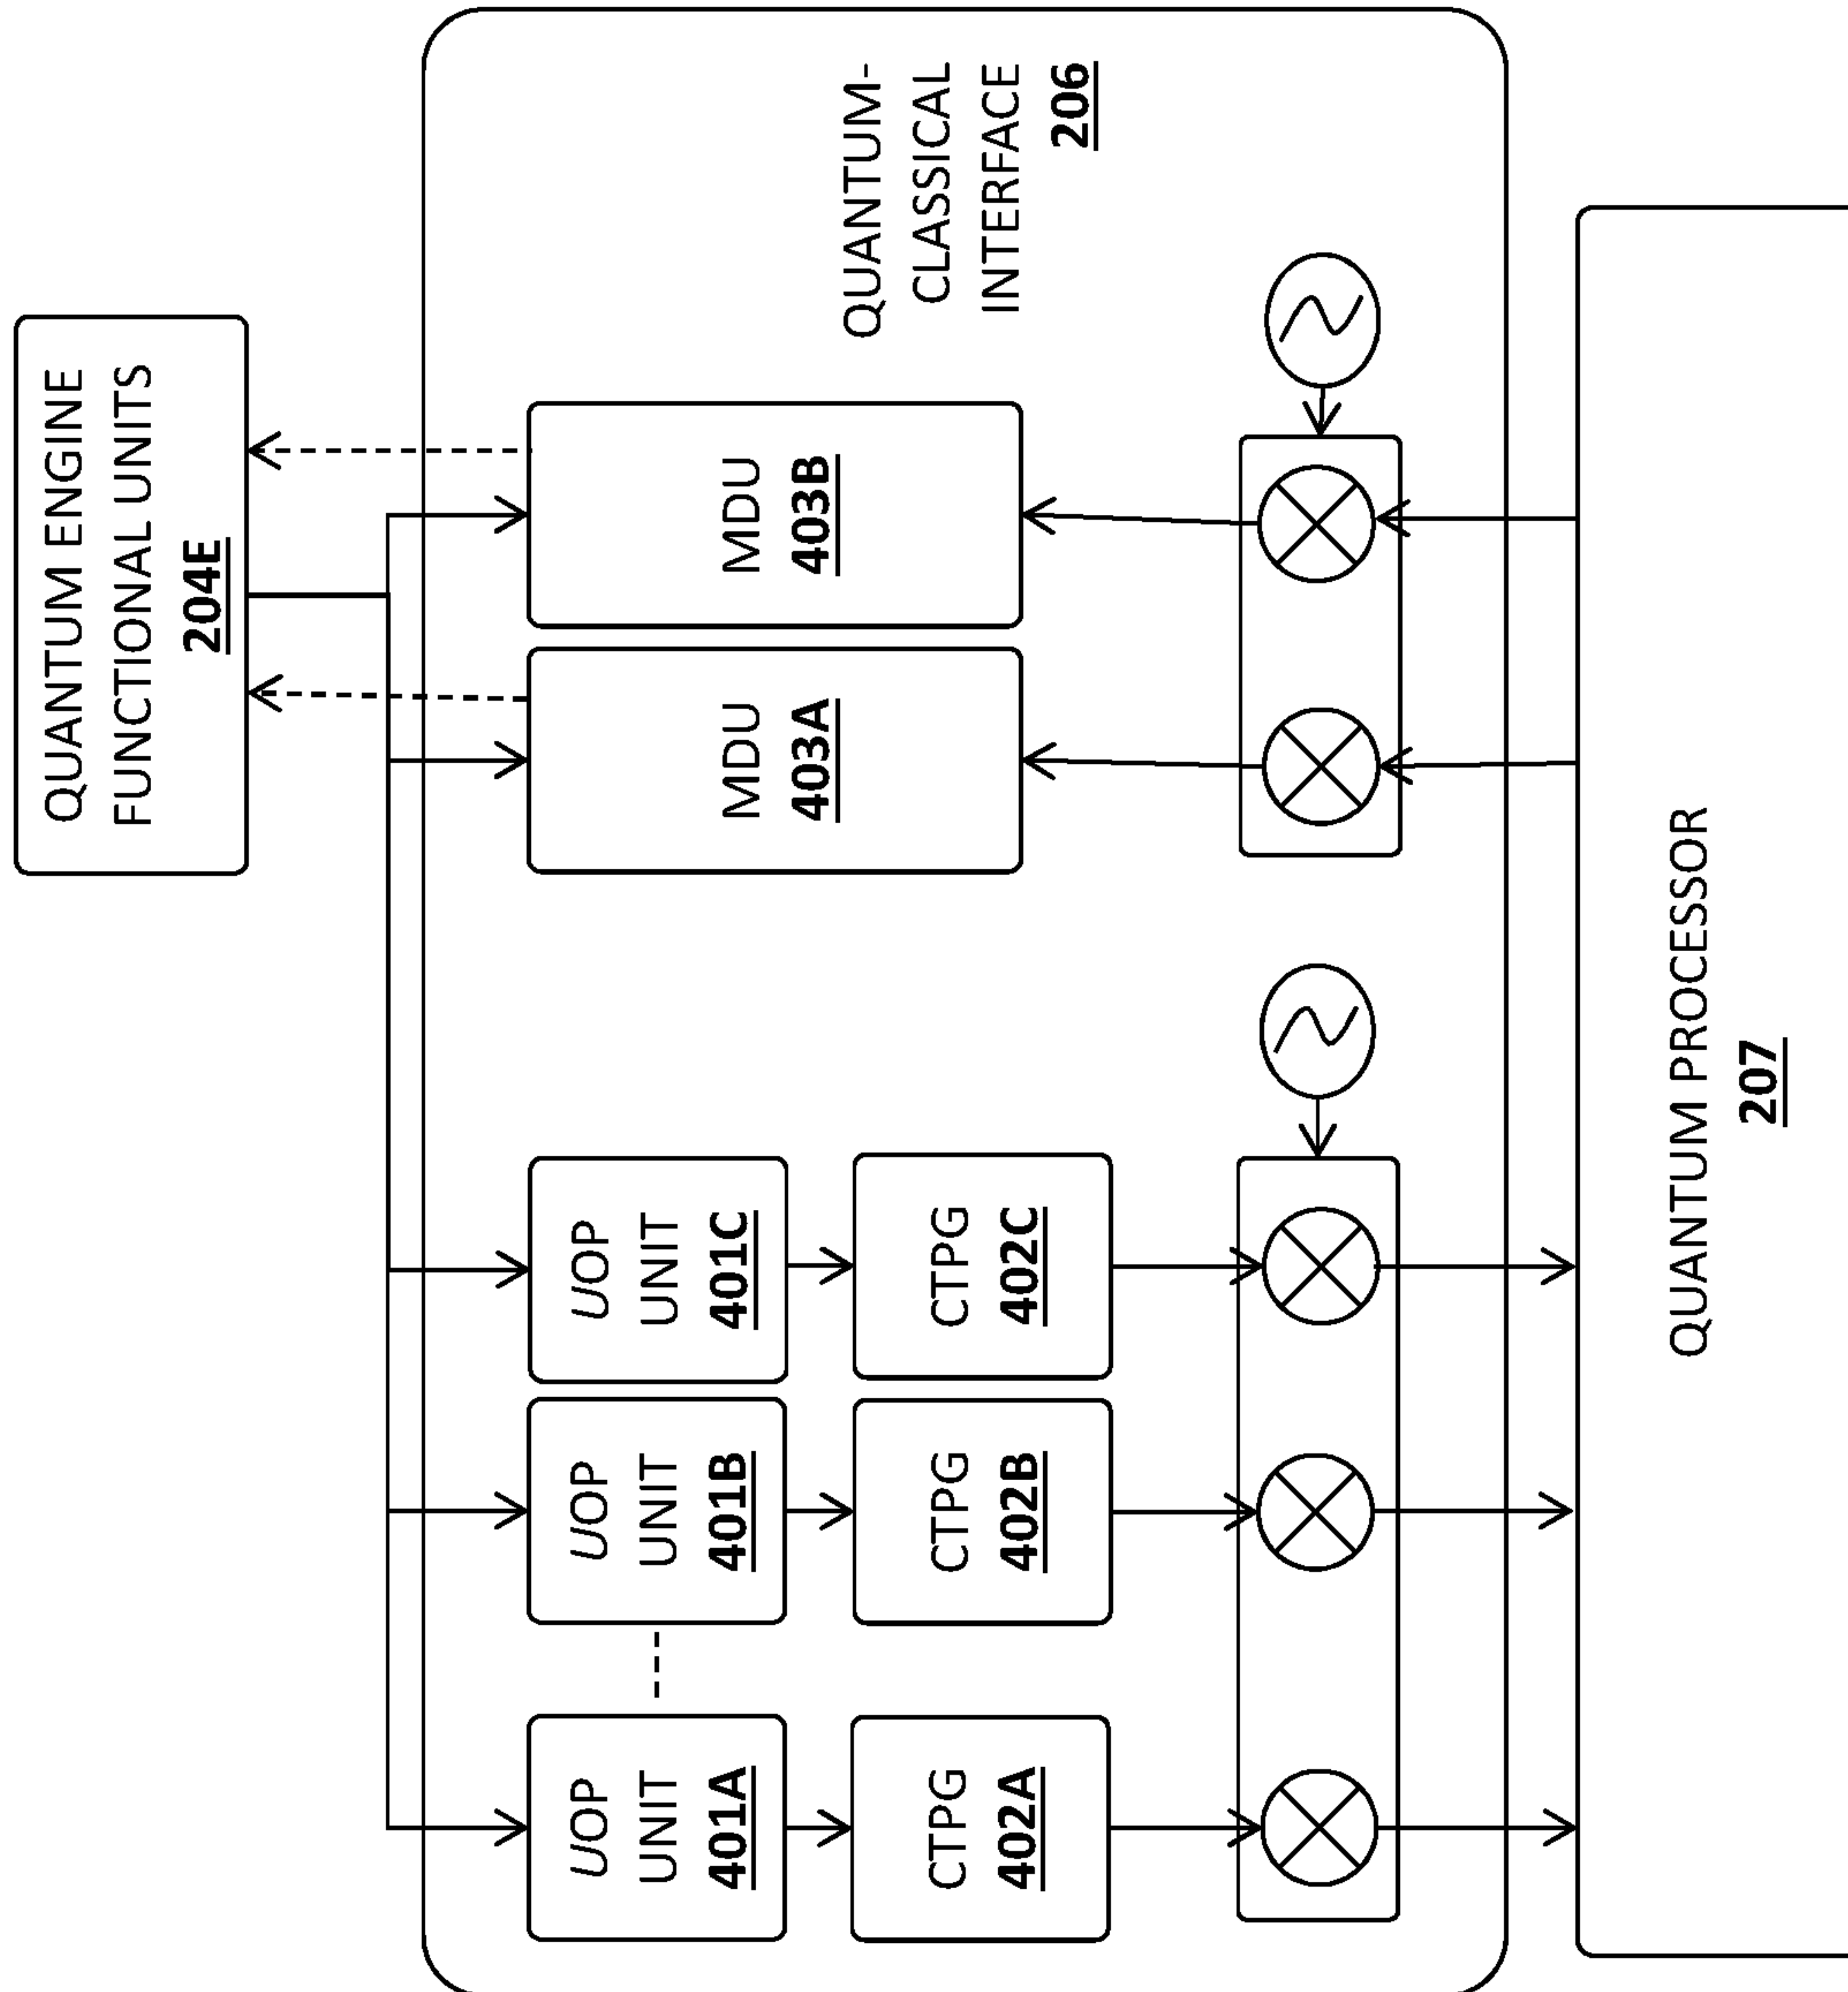 QUANTUM ENGINE
FUNCTIONAL UNITS
204E
UOP
UNIT
401A
UOP
UNIT
401B
UOP
UNIT
401C
MDU
403A
MDU
403B
QUANTUM-
CLASSICAL
INTERFACE
206
CTPG
402A
CTPG
402B
CTPG
402C
QUANTUM PROCESSOR
207